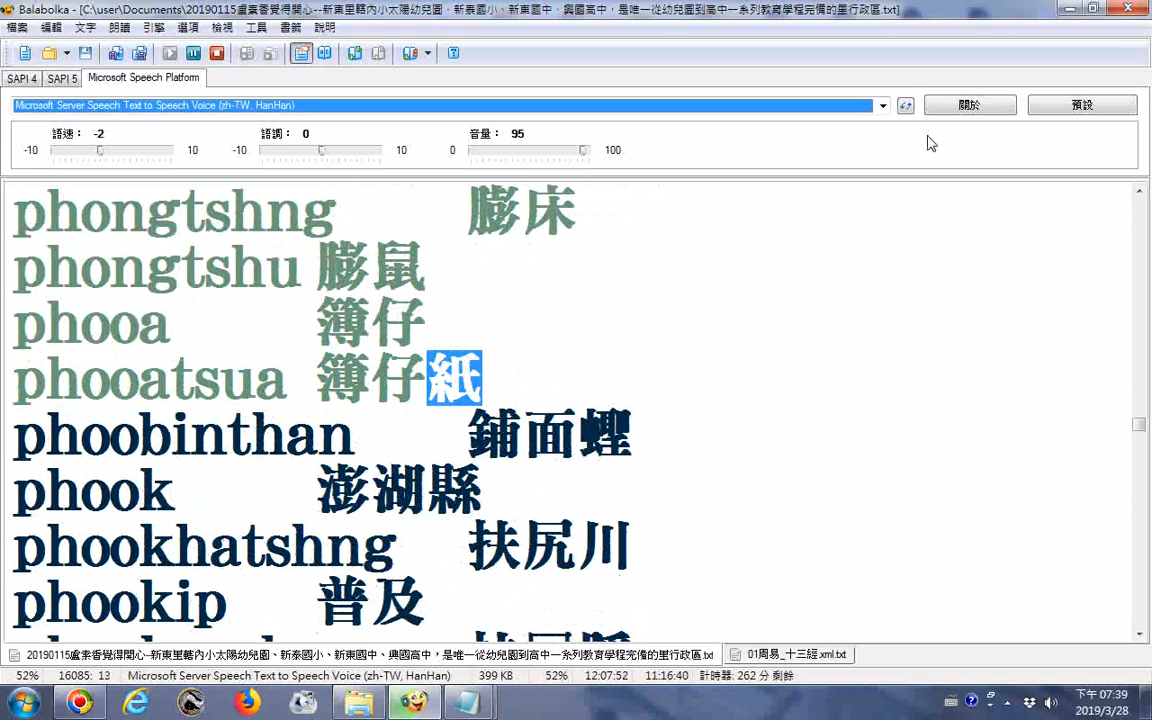 Balabolka - [C:\user\Documents\20190115盧素香覺得開心--新東里轄內小太陽幼兒園、新泰國小、新東國中、興國高中，是唯一從幼兒園到高中一系列教育學程完備的里行政區.txt]
檔案 編輯 文字 朗讀 引擎 選項 檢視 工具 書籤 說明
SAPI 4 SAPI 5 Microsoft Speech Platform
Microsoft Server Speech Text to Speech Voice (zh-TW, HanHan) 關於 預設
語速： -2 語調： 0 音量： 95
-10 10 -10 10 0 100
phongtshng 膨床
phongtshu 膨鼠
phooa 簿仔
phooatsua 簿仔紙
phoobinthan 鋪面蟶
phook 澎湖縣
phookhatshng 扶尻川
phookip 普及
20190115盧素香覺得開心--新東里轄內小太陽幼兒園、新泰國小、新東國中、興國高中，是唯一從幼兒園到高中一系列教育學程完備的里行政區.txt 01周易_十三經.xml.txt
52% 16085: 13 Microsoft Server Speech Text to Speech Voice (zh-TW, HanHan) 399 KB 52% 12:07:52 11:16:40 計時器: 262 分 剩餘
下午 07:39
2019/3/28